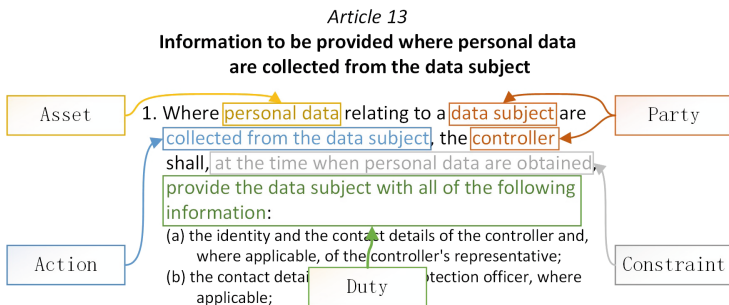 Article 13
Information to be provided where personal data
are collected from the data subject
Asset
1. Where personal data relating to a data subject are
Party
collected from the data subject, the controller
shall, at the time when personal data are obtained,
provide the data subject with all of the following
information:
(a) the identity and the contact details of the controller and,
where applicable, of the controller's representative;
Action
Constraint
(b) the contact otection officer, where
Duty
applicable;